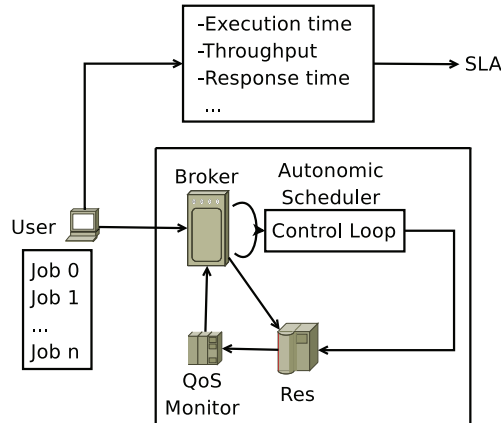 -Execution time
-Throughput
-Response time
...
SLA
Broker
Autonomic
Scheduler
User
Control Loop
Job 0
Job 1
...
Job n
QoS
Monitor
Res